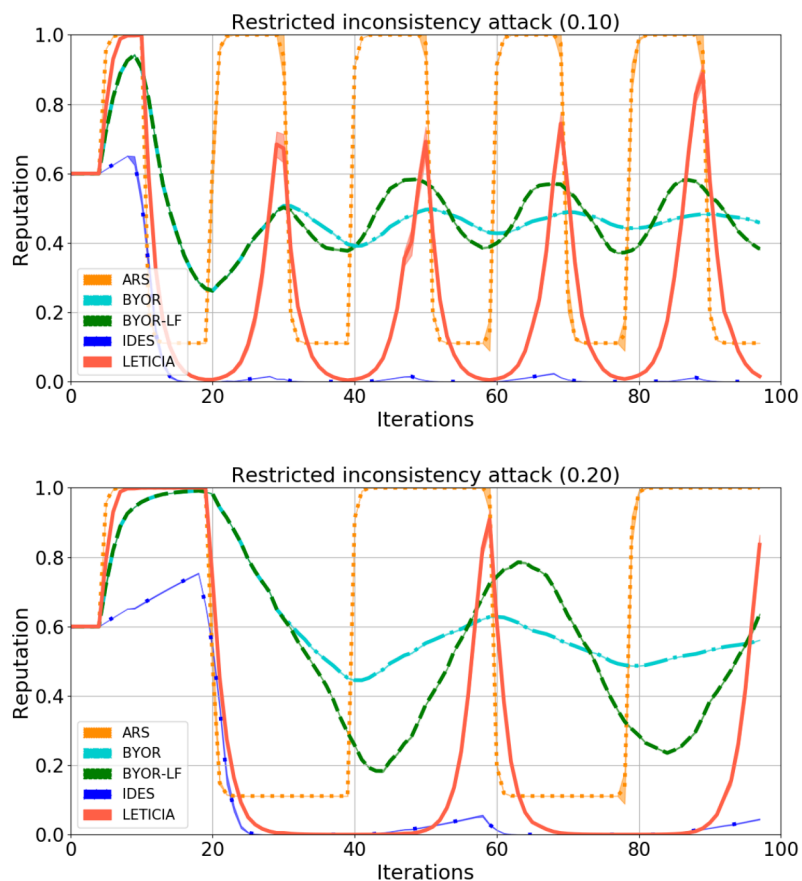 Restricted inconsistency attack (0.10)
1.0
0.8
0.6
0.4
0.2
0.0
Reputation
ARS
BYOR
BYOR-LF
IDES
LETICIA
0 20 40 60 80 100
Iterations
Restricted inconsistency attack (0.20)
1.0
0.8
0.6
0.4
0.2
0.0
Reputation
ARS
BYOR
BYOR-LF
IDES
LETICIA
0 20 40 60 80 100
Iterations